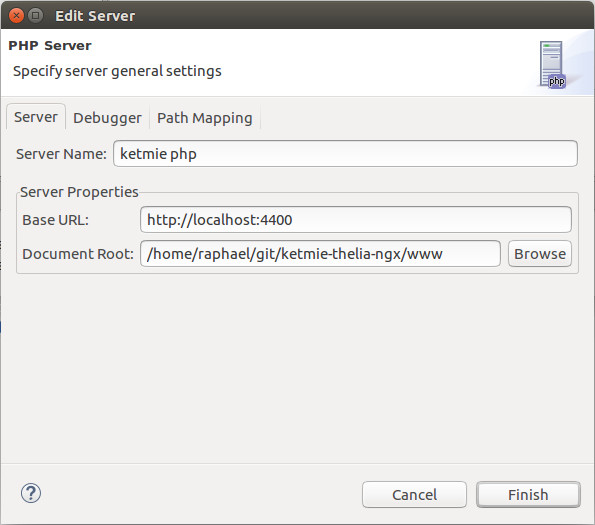 Edit Server
PHP Server
Specify server general settings
php
Server Debugger Path Mapping
Server Name: ketmie php
Server Properties
Base URL: http://localhost:4400
Document Root: /home/raphael/git/ketmie-thelia-ngx/www Browse
? Cancel Finish